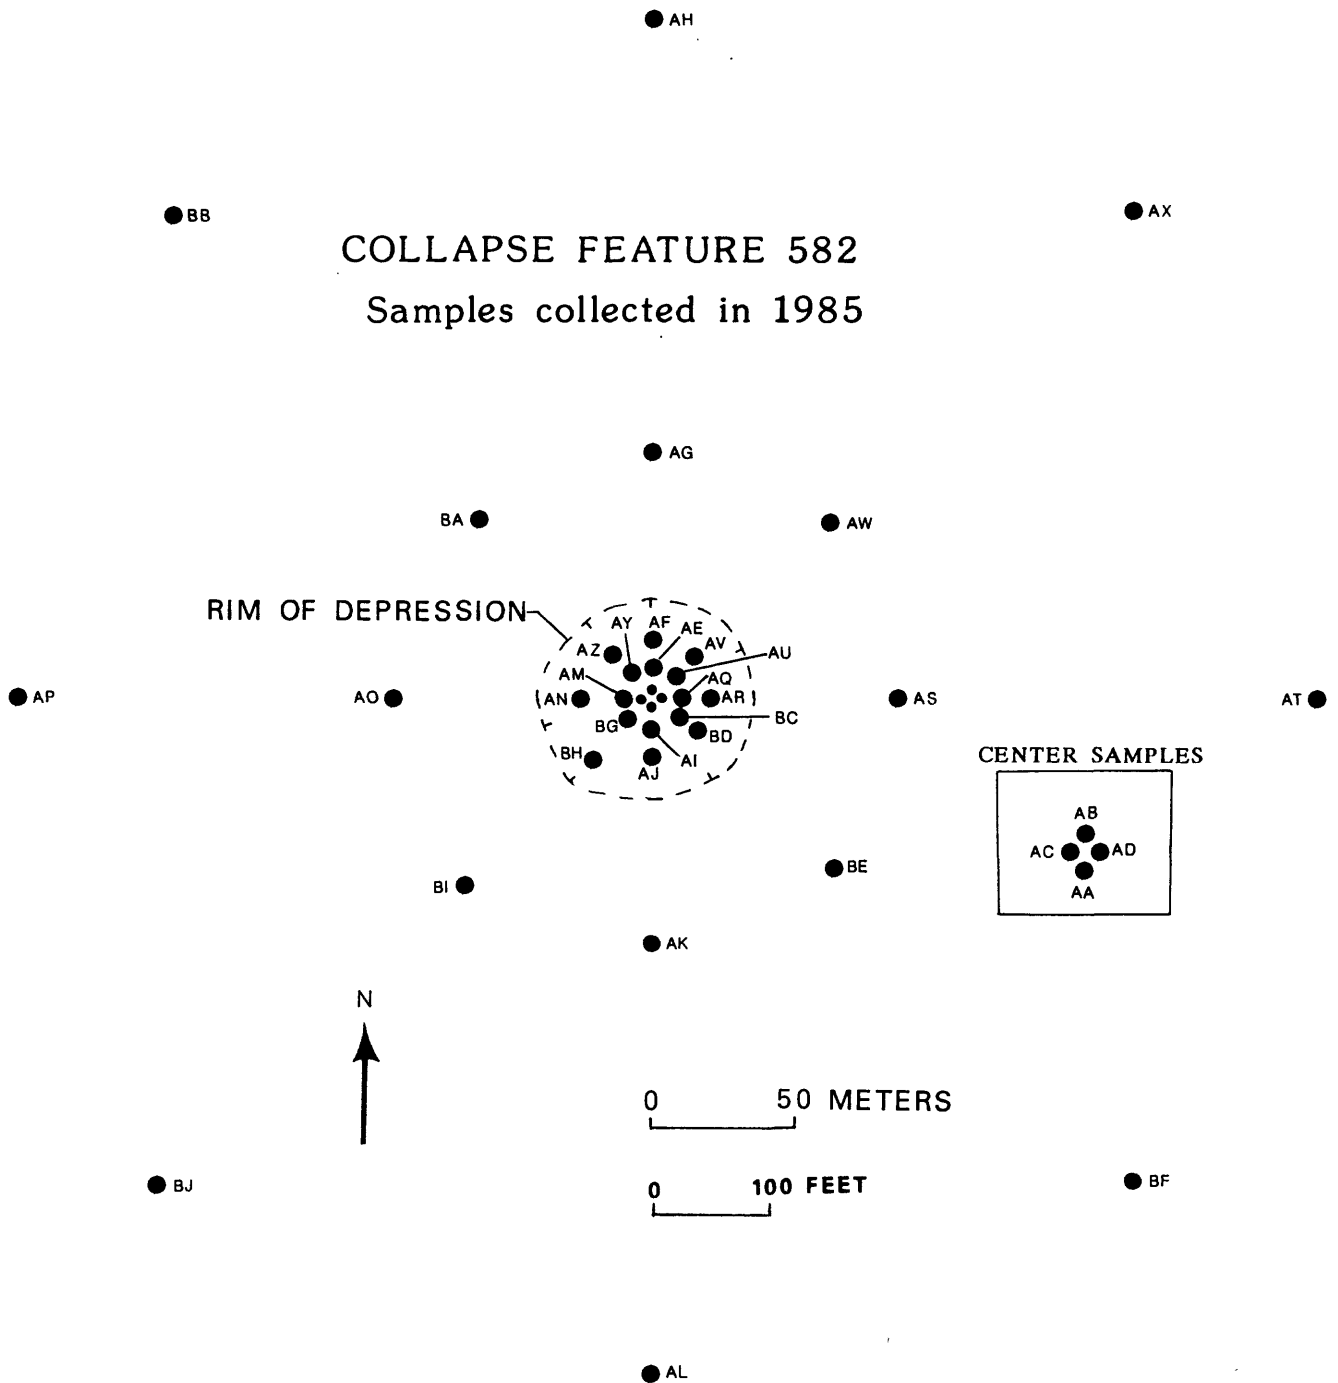 AH
BB
AX
COLLAPSE FEATURE 582
Samples collected in 1985
AG
BA
AW
RIM OF DEPRESSION
AY
AF
AE
AZ
AV
AU
AM
AQ
AP
AO
AN
AR
AS
AT
BG
BC
BD
BH
AJ
AI
CENTER SAMPLES
AB
AC
AD
AA
BI
BE
AK
N
0 50 METERS
0 100 FEET
BJ
BF
AL